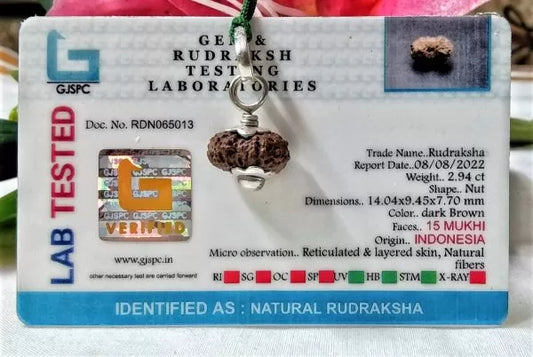 GJSPC
GEM &
RUDRAKSH
TESTING
LABORATORIES
LAB TESTED
Doc. No. RDN065013
GJSPC
VERIFIED
www.gjspc.in
other necessary test are carried forward
Trade Name..Rudraksha
Report Date..08/08/2022
Weight.. 2.94 ct
Shape.. Nut
Dimensions.. 14.04x9.45x7.70 mm
Color.. dark Brown
Faces.. 15 MUKHI
Origin.. INDONESIA
Micro observation.. Reticulated & layered skin, Natural
fibers
RI SG OC SP UV HB STM X-RAY
IDENTIFIED AS : NATURAL RUDRAKSHA